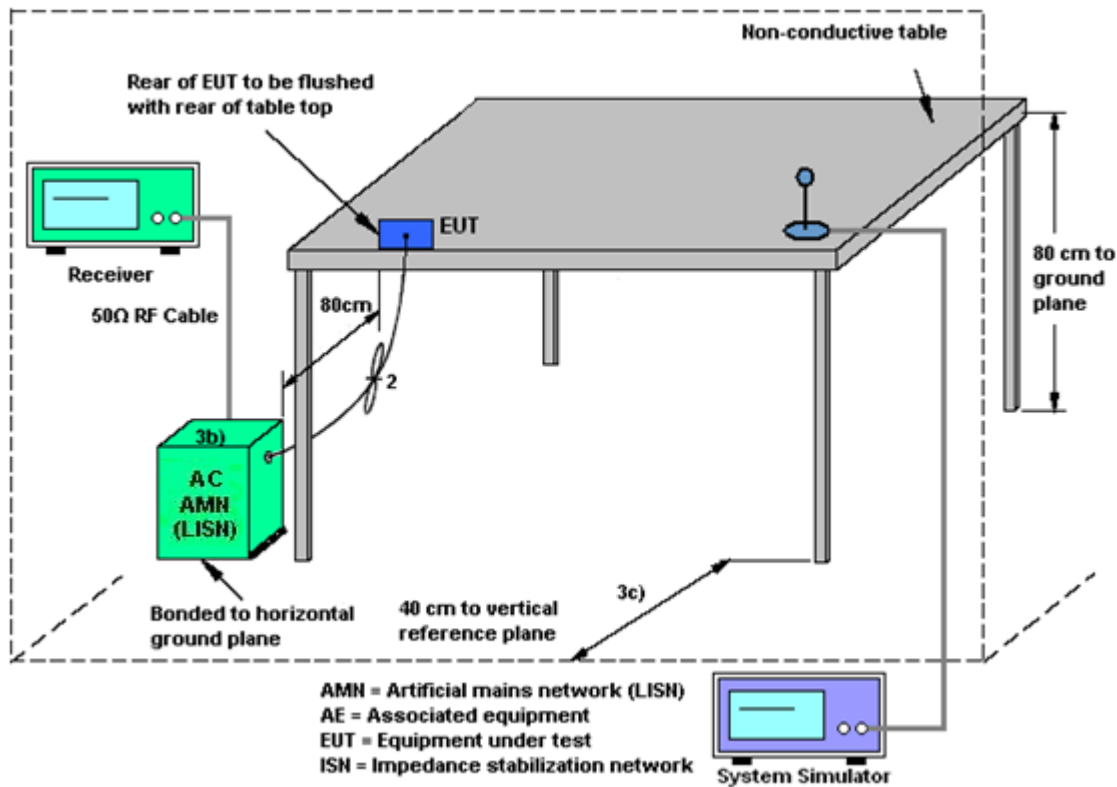 Non-conductive table
Rear of EUT to be flushed
with rear of table top
EUT
Receiver
80cm
80 cm to
ground
plane
50Ω RF Cable
2
3b)
AC
AMN
(LISN)
3c)
Bonded to horizontal
ground plane
40 cm to vertical
reference plane
AMN = Artificial mains network (LISN)
AE = Associated equipment
EUT = Equipment under test
ISN = Impedance stabilization network
System Simulator